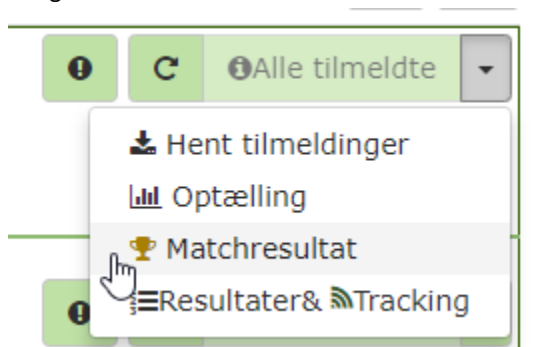 Alle tilmeldte
Hent tilmeldinger
Optælling
Matchresultat
Resultater& Tracking